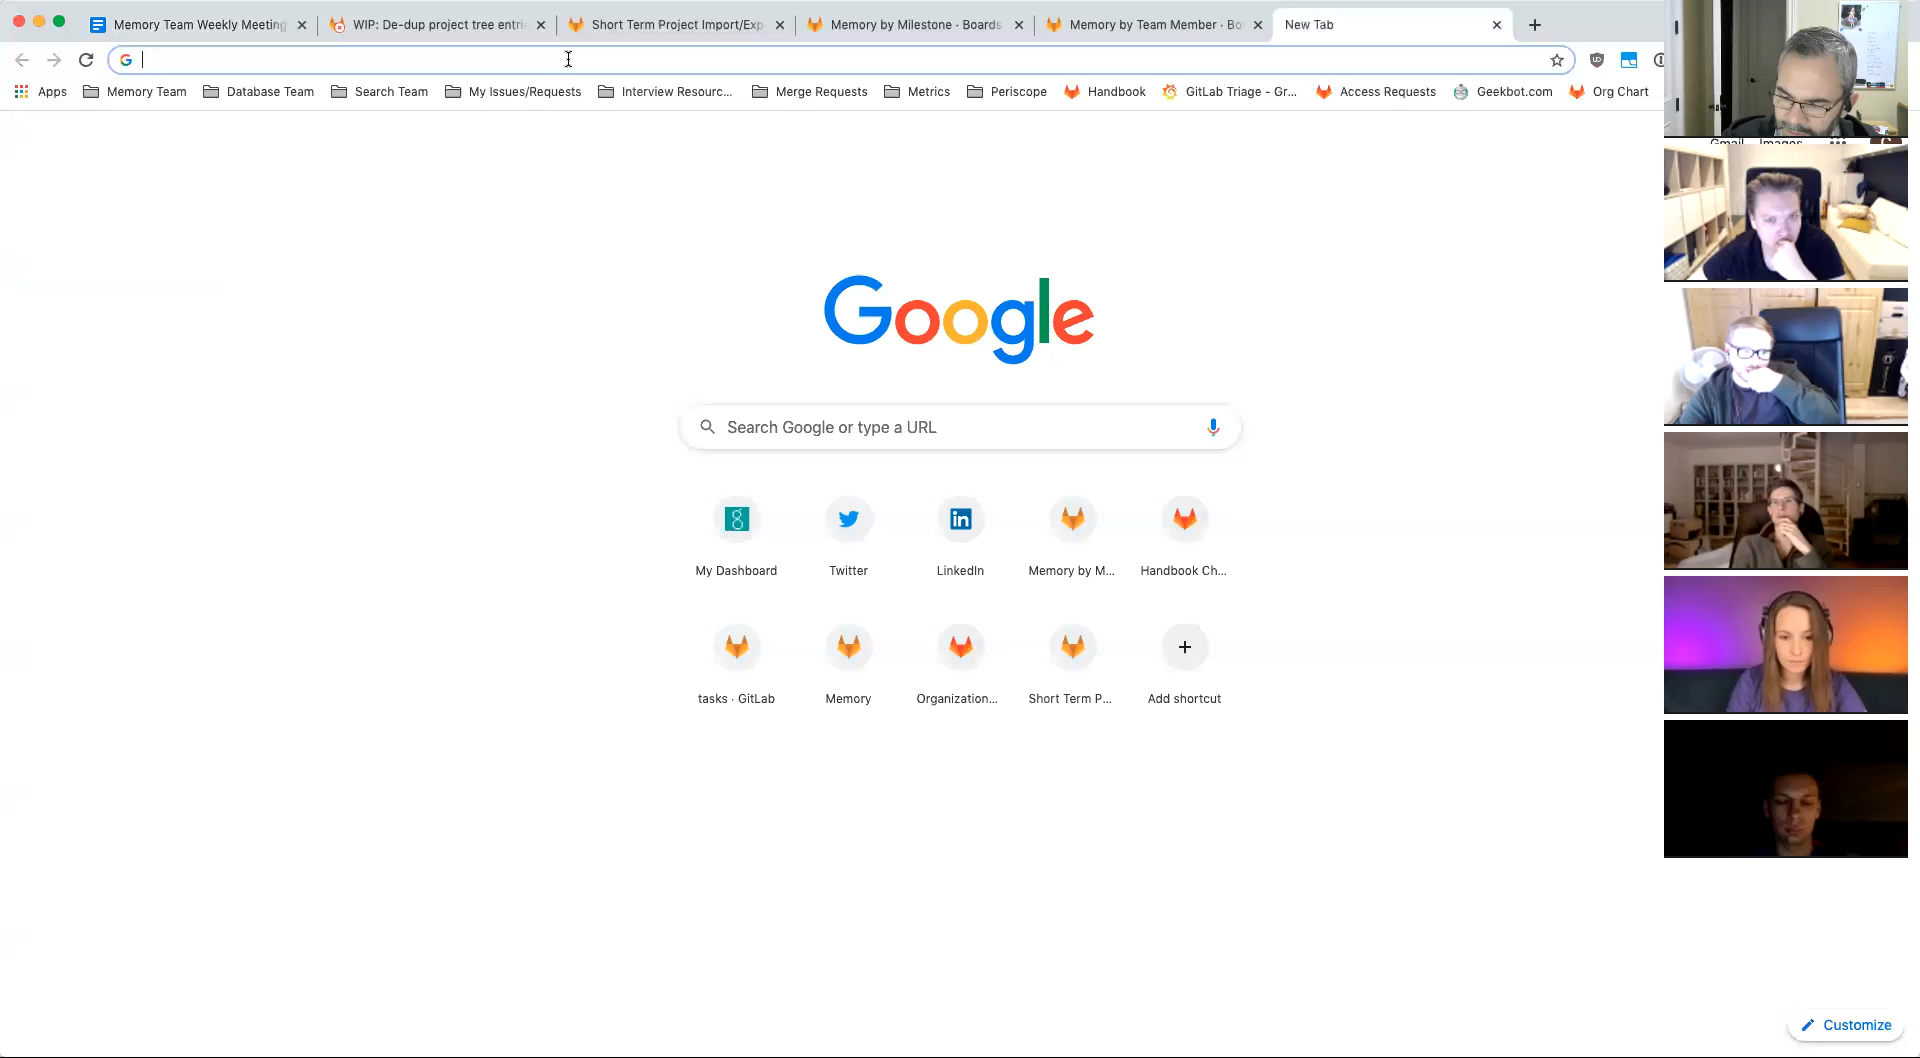 Memory Team Weekly Meeting
WIP: De-dup project tree entri
Short Term Project Import/Exp
Memory by Milestone · Boards
Memory by Team Member · Bo
New Tab
Apps
Memory Team
Database Team
Search Team
My Issues/Requests
Interview Resourc...
Merge Requests
Metrics
Periscope
Handbook
GitLab Triage - Gr...
Access Requests
Geekbot.com
Org Chart
Gmail
Images
Google
Search Google or type a URL
My Dashboard
Twitter
LinkedIn
Memory by M...
Handbook Ch...
tasks · GitLab
Memory
Organization...
Short Term P...
Add shortcut
Customize